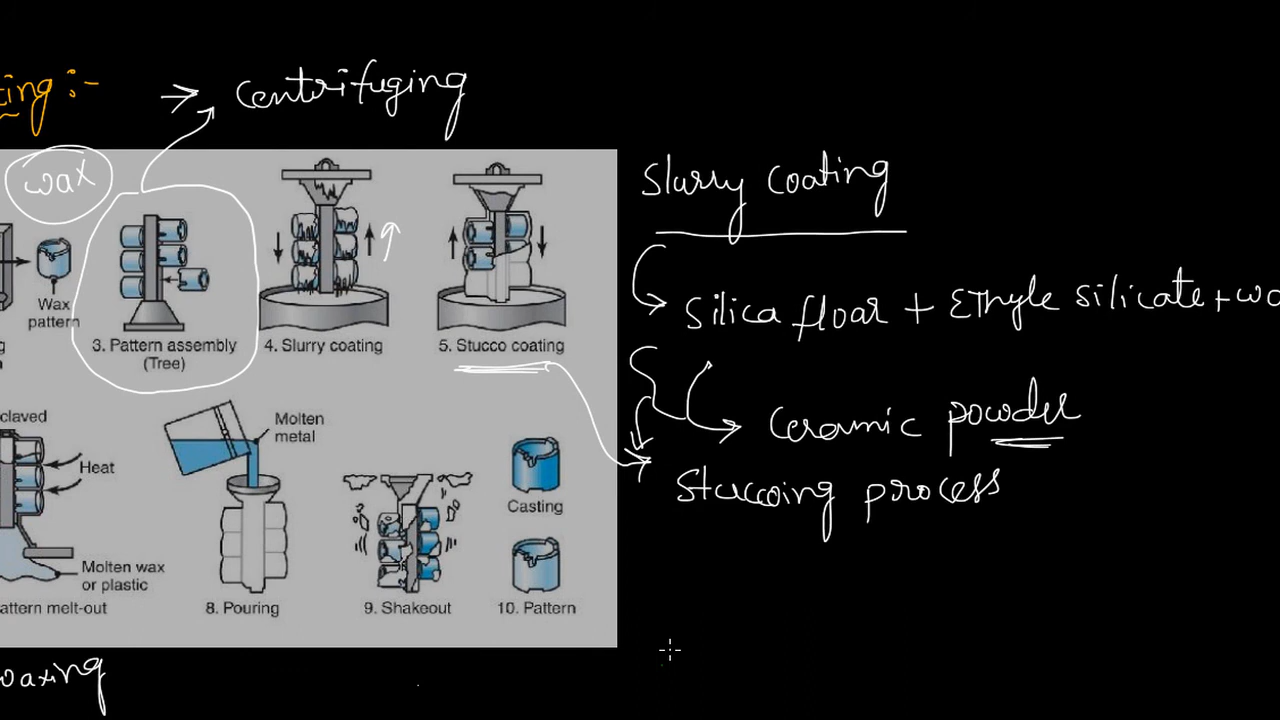 ting :-
→ Centrifuging
wax
Slurry coating
Wax
pattern
3. Pattern assembly
(Tree)
4. Slurry coating
5. Stucco coating
Silica floar + Ethyle silicate + wa
Ceramic powder
Stuccoing process
claved
Heat
Molten
metal
Casting
Molten wax
or plastic
attern melt-out
8. Pouring
9. Shakeout
10. Pattern
waxing